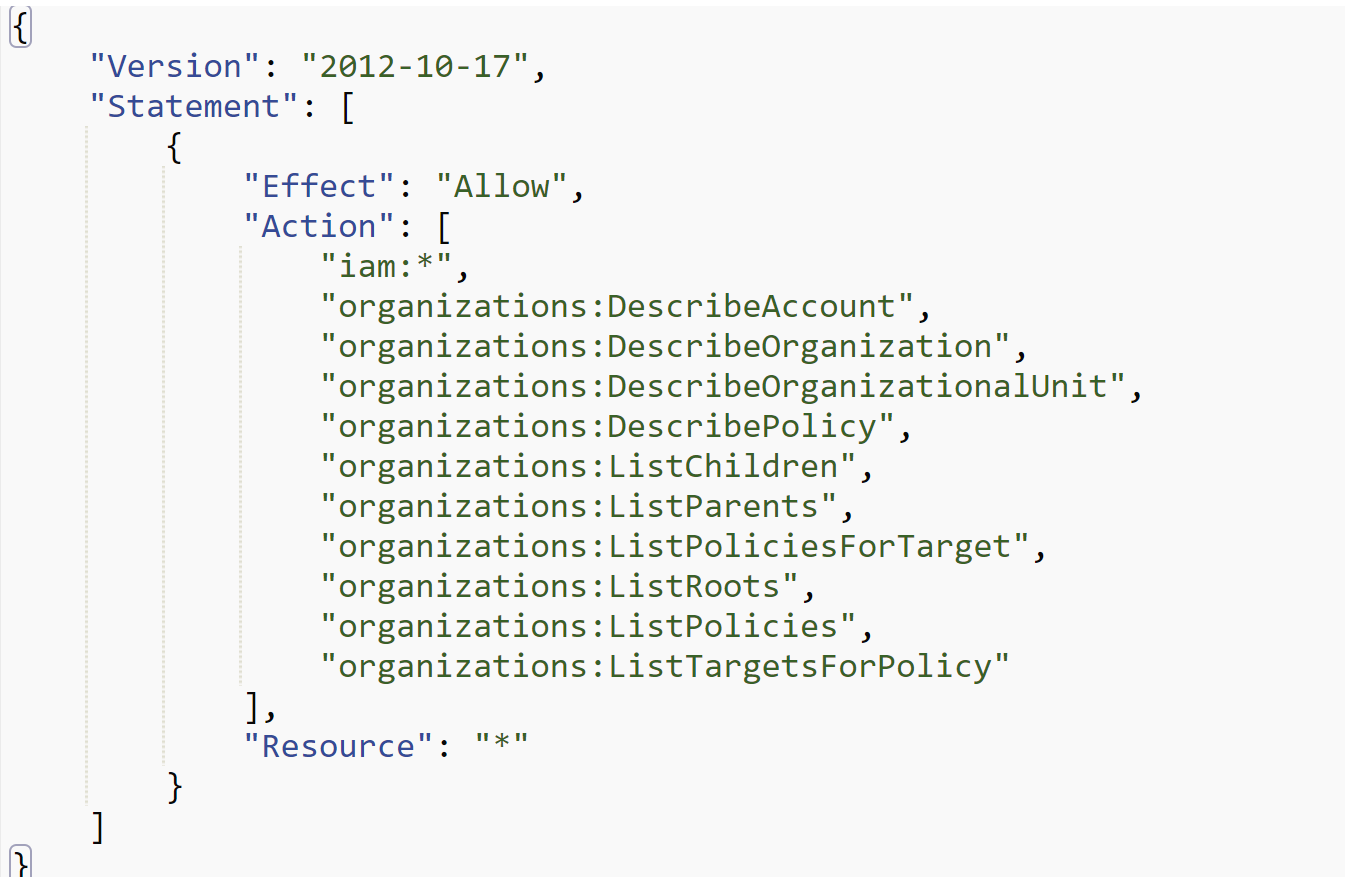 {
    "Version": "2012-10-17",
    "Statement": [
        {
            "Effect": "Allow",
            "Action": [
                "iam:*",
                "organizations:DescribeAccount",
                "organizations:DescribeOrganization",
                "organizations:DescribeOrganizationalUnit",
                "organizations:DescribePolicy",
                "organizations:ListChildren",
                "organizations:ListParents",
                "organizations:ListPoliciesForTarget",
                "organizations:ListRoots",
                "organizations:ListPolicies",
                "organizations:ListTargetsForPolicy"
            ],
            "Resource": "*"
        }
    ]
}